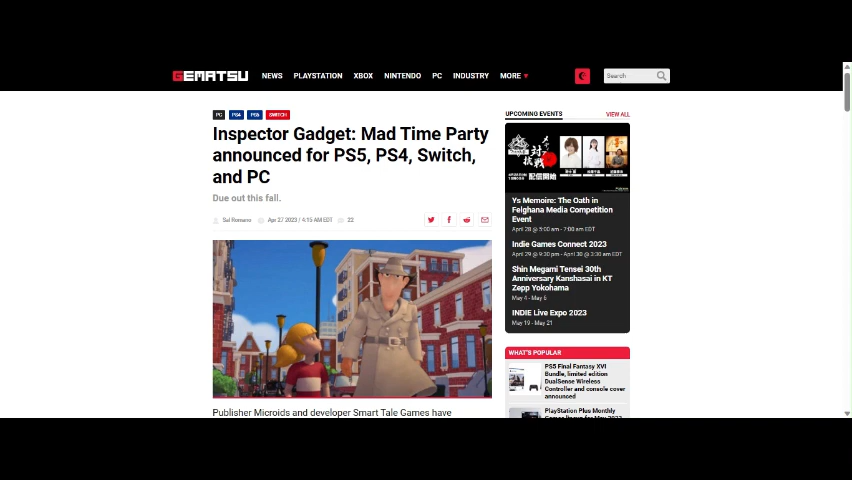 GEMATSU
NEWS PLAYSTATION XBOX NINTENDO PC INDUSTRY MORE
Search
PC PS4 PS5 SWITCH
Inspector Gadget: Mad Time Party
announced for PS5, PS4, Switch,
and PC
Due out this fall.
Sal Romano Apr 27 2023 / 4:15 AM EDT 22
Publisher Microids and developer Smart Tale Games have
UPCOMING EVENTS VIEW ALL
配信開始
Ys Memoire: The Oath in
Felghana Media Competition
Event
April 28 @ 5:00 am - 7:00 am EDT
Indie Games Connect 2023
April 29 @ 9:30 pm - April 30 @ 3:30 am EDT
Shin Megami Tensei 30th
Anniversary Kanshasai in KT
Zepp Yokohama
May 4 - May 6
INDIE Live Expo 2023
May 19 - May 21
WHAT'S POPULAR
PS5 Final Fantasy XVI
Bundle, limited edition
DualSense Wireless
Controller and console cover
announced
PlayStation Plus Monthly